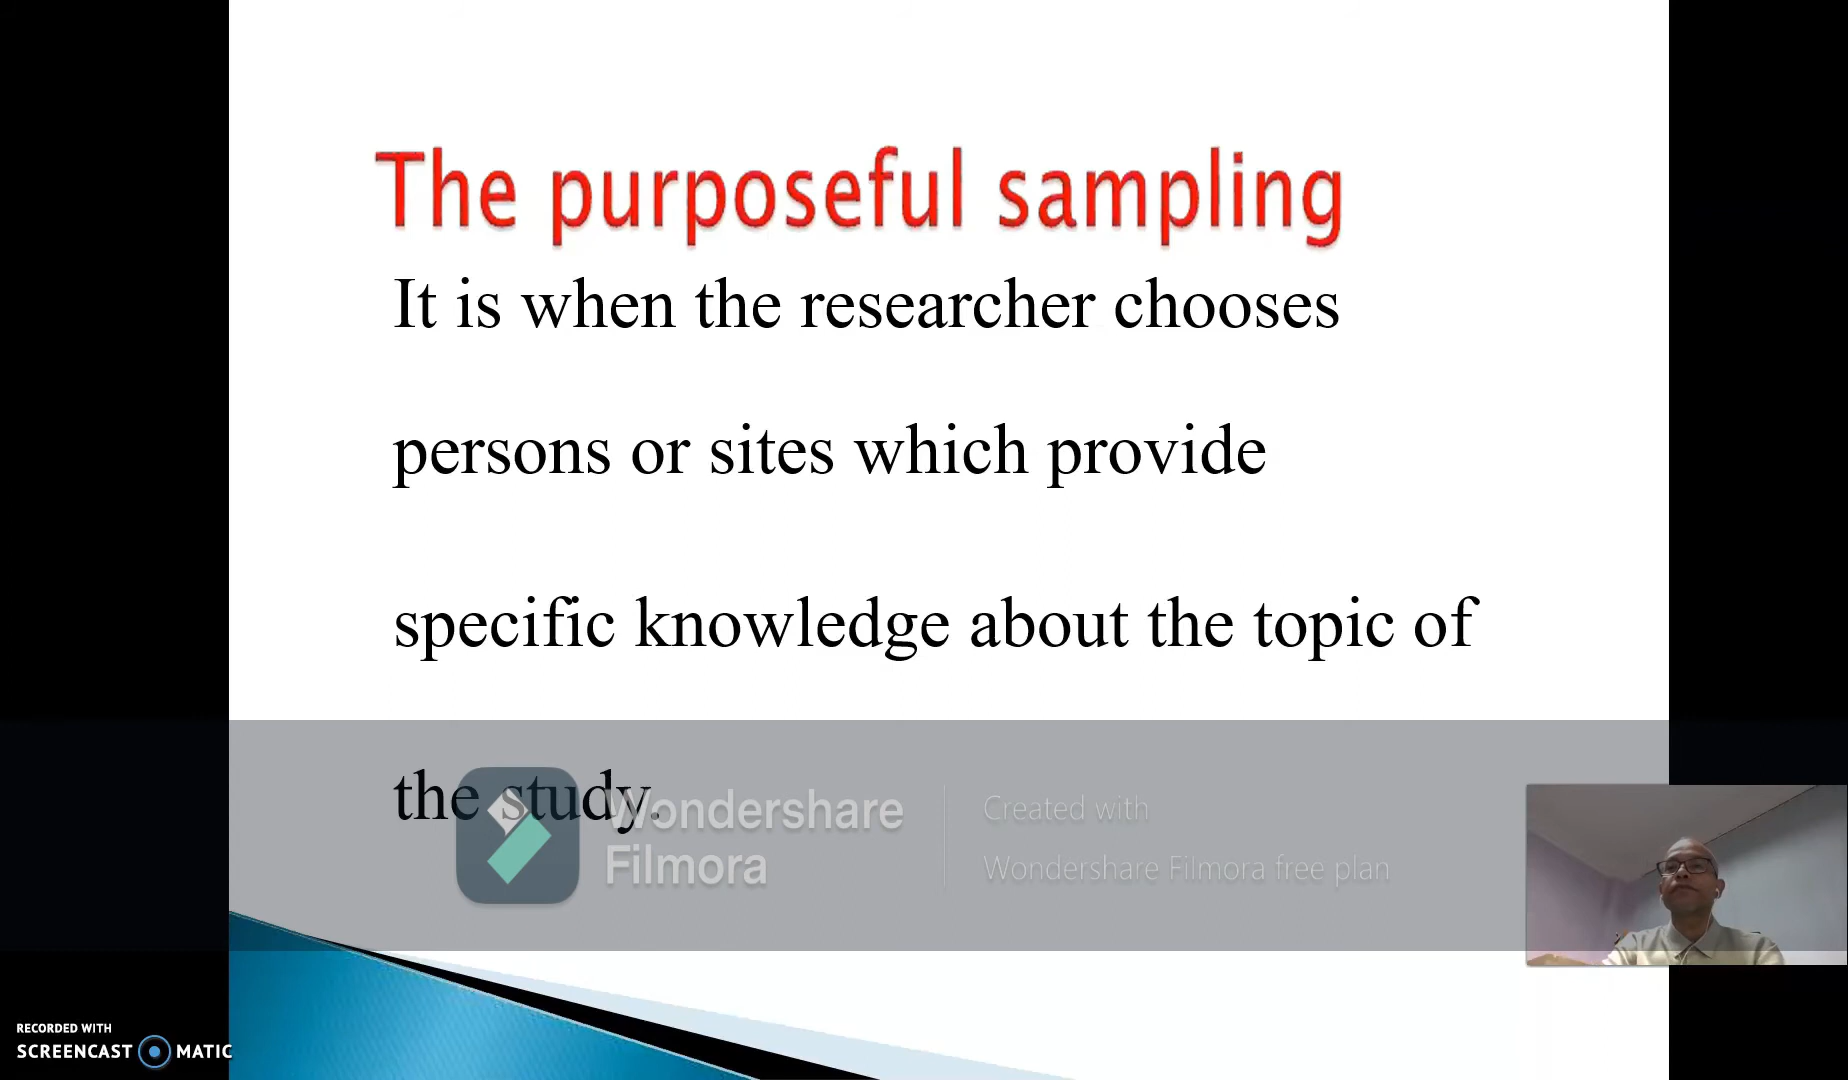 The purposeful sampling
It is when the researcher chooses
persons or sites which provide
specific knowledge about the topic of
the study.
Wondershare
Filmora
Created with
Wondershare Filmora free plan
RECORDED WITH
SCREENCAST MATIC